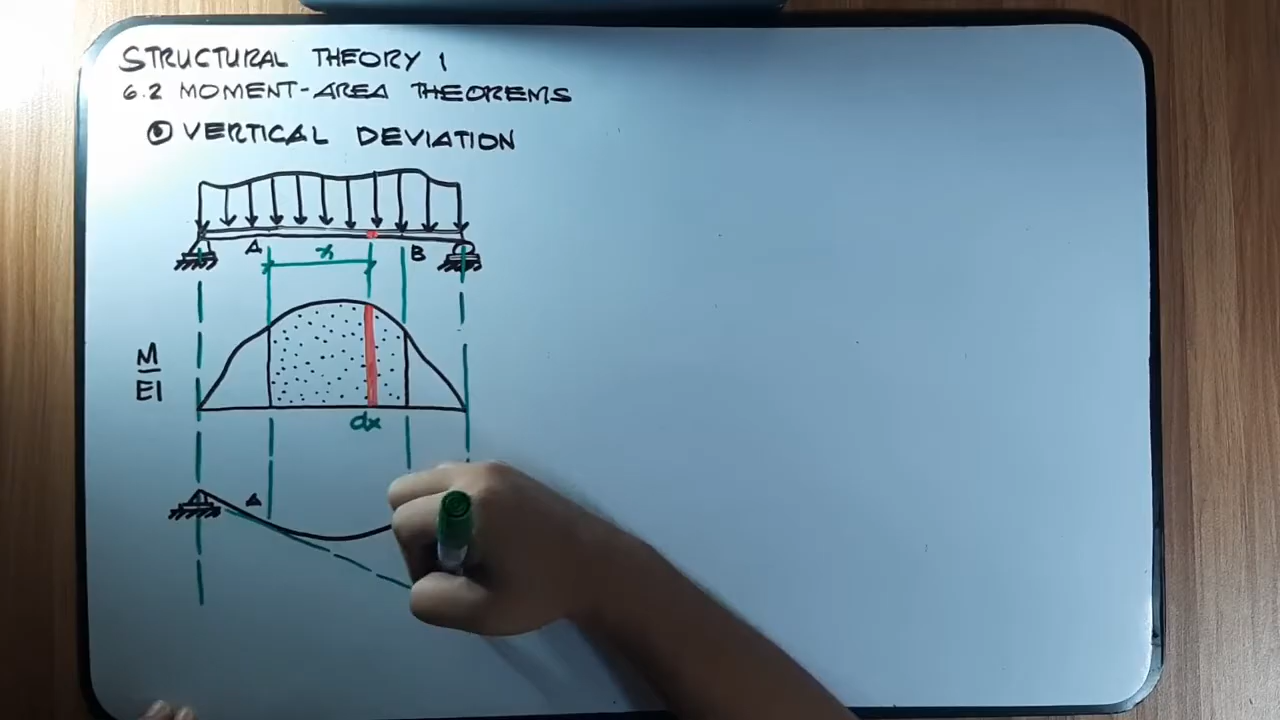 STRUCTURAL THEORY 1
6.2 MOMENT-AREA THEOREMS
VERTICAL DEVIATION
A x B
M
EI
dx
A